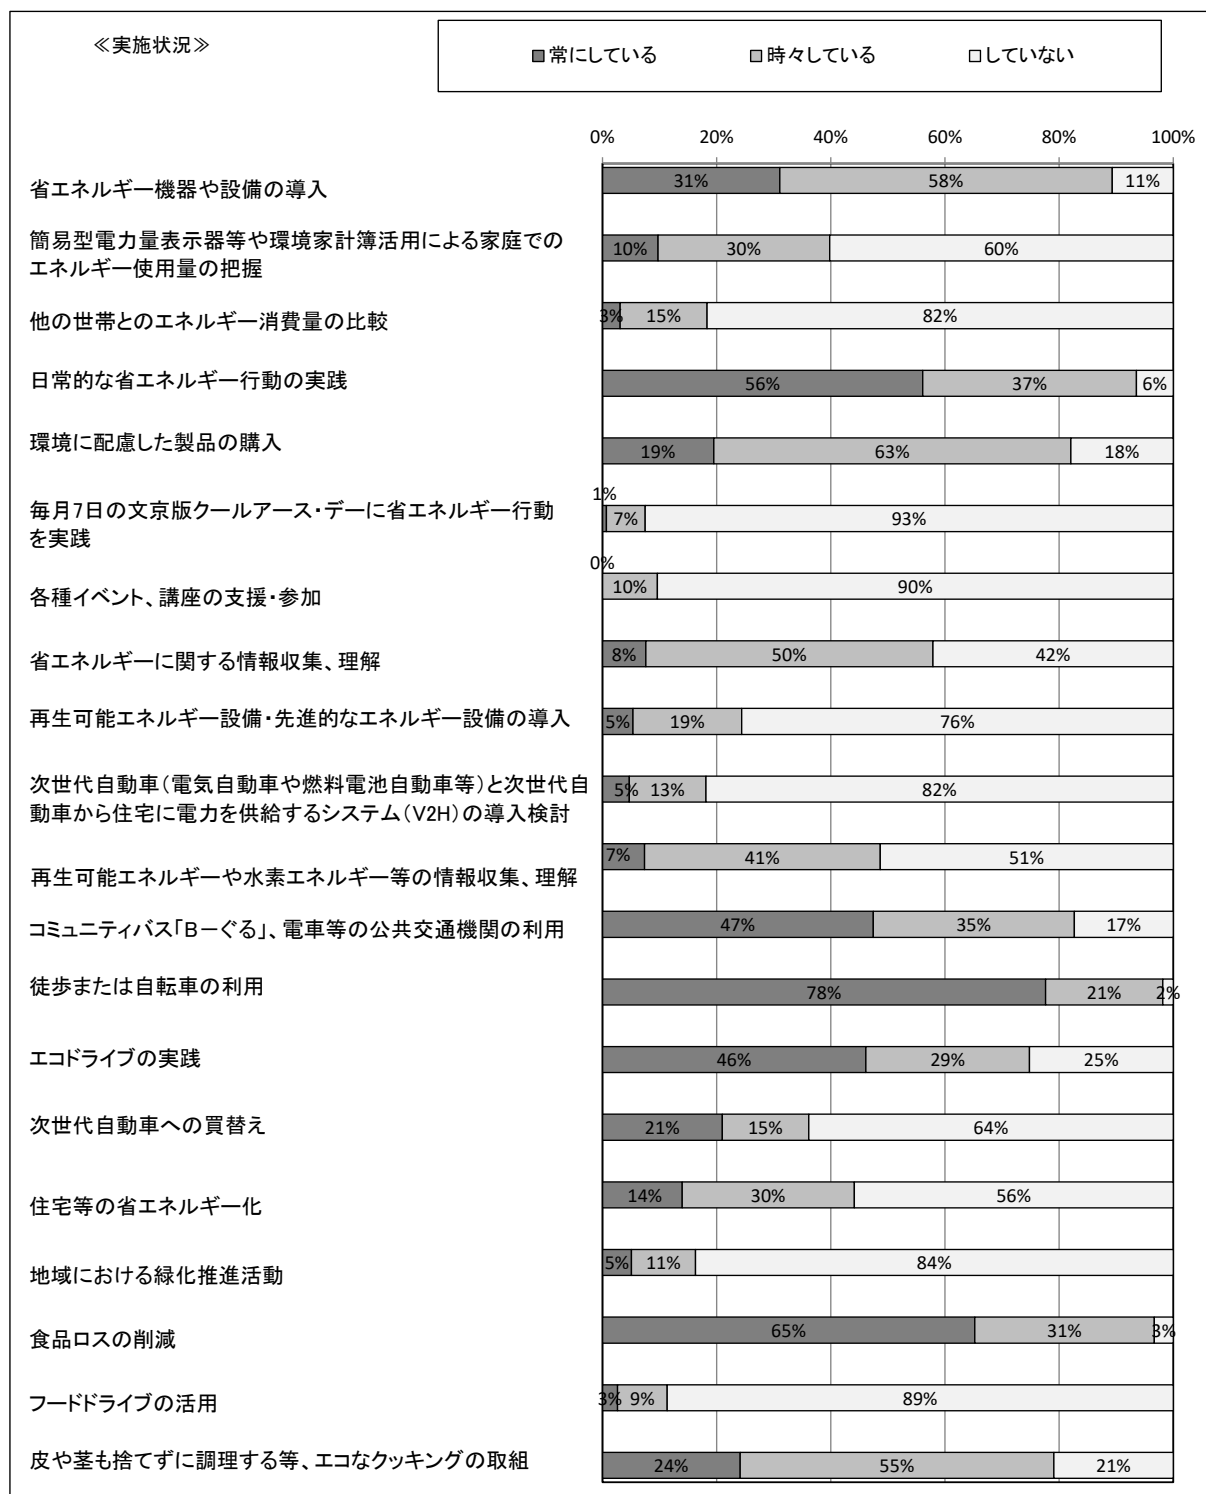 ≪実施状況≫
■常にしている ■時々している □していない
0% 20% 40% 60% 80% 100%
省エネルギー機器や設備の導入
31% 58% 11%
簡易型電力量表示器等や環境家計簿活用による家庭での
エネルギー使用量の把握
10% 30% 60%
他の世帯とのエネルギー消費量の比較
3% 15% 82%
日常的な省エネルギー行動の実践
56% 37% 6%
環境に配慮した製品の購入
19% 63% 18%
毎月7日の文京版クールアース・デーに省エネルギー行動
を実践
1% 7% 93%
各種イベント、講座の支援・参加
0% 10% 90%
省エネルギーに関する情報収集、理解
8% 50% 42%
再生可能エネルギー設備・先進的なエネルギー設備の導入
5% 19% 76%
次世代自動車（電気自動車や燃料電池自動車等）と次世代自
動車から住宅に電力を供給するシステム（V2H）の導入検討
5% 13% 82%
再生可能エネルギーや水素エネルギー等の情報収集、理解
7% 41% 51%
コミュニティバス「B－ぐる」、電車等の公共交通機関の利用
47% 35% 17%
徒歩または自転車の利用
78% 21% 2%
エコドライブの実践
46% 29% 25%
次世代自動車への買替え
21% 15% 64%
住宅等の省エネルギー化
14% 30% 56%
地域における緑化推進活動
5% 11% 84%
食品ロスの削減
65% 31% 3%
フードドライブの活用
3% 9% 89%
皮や茎も捨てずに調理する等、エコなクッキングの取組
24% 55% 21%